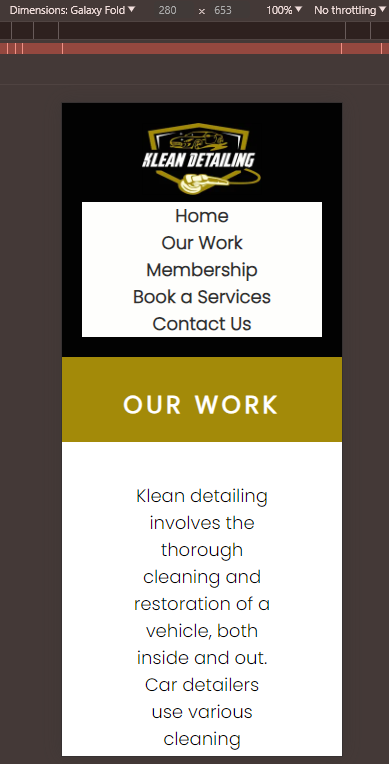 Dimensions: Galaxy Fold 280 × 653 100% No throttling
KLEAN DETAILING
Home
Our Work
Membership
Book a Services
Contact Us
OUR WORK
Klean detailing
involves the
thorough
cleaning and
restoration of a
vehicle, both
inside and out.
Car detailers
use various
cleaning